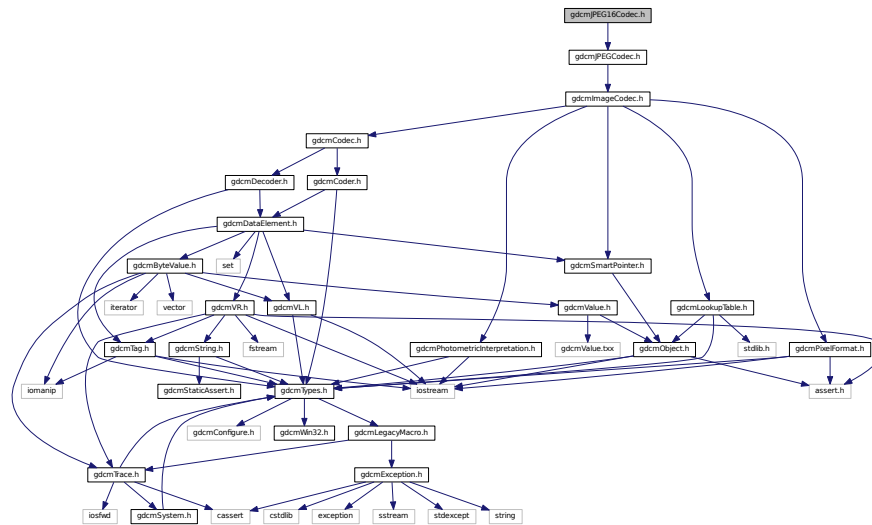 gdcmJPEG16Codec.h
gdcmJPEGCodec.h
gdcmImageCodec.h
gdcmCodec.h
gdcmDecoder.h
gdcmCoder.h
gdcmDataElement.h
gdcmByteValue.h
set
gdcmSmartPointer.h
iterator
vector
gdcmVR.h
gdcmVL.h
gdcmValue.h
gdcmLookupTable.h
gdcmTag.h
gdcmString.h
fstream
gdcmPhotometricInterpretation.h
gdcmValue.txx
gdcmObject.h
stdlib.h
gdcmPixelFormat.h
iomanip
gdcmStaticAssert.h
gdcmTypes.h
iostream
assert.h
gdcmConfigure.h
gdcmWin32.h
gdcmLegacyMacro.h
gdcmTrace.h
gdcmException.h
iosfwd
gdcmSystem.h
cassert
cstdlib
exception
sstream
stdexcept
string